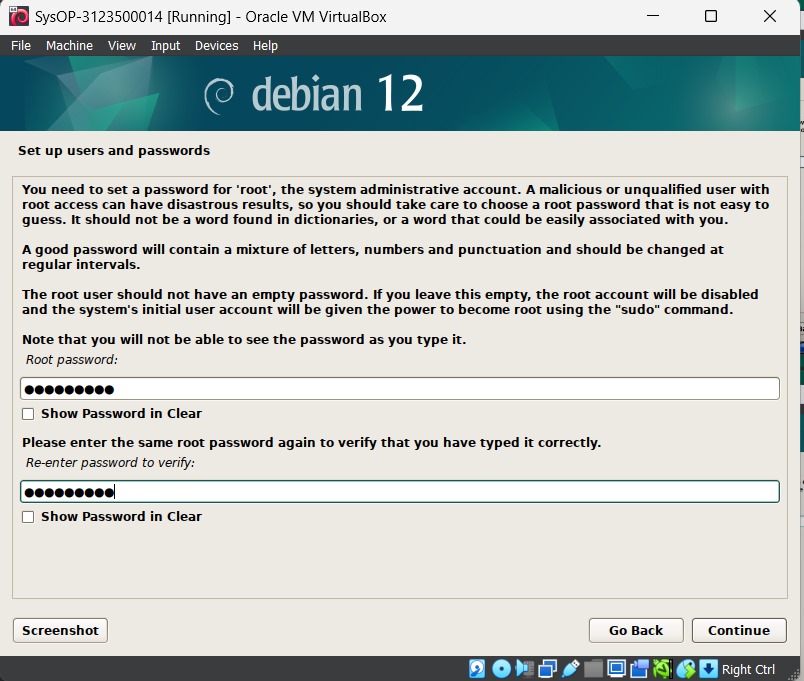 SysOP-3123500014 [Running] - Oracle VM VirtualBox
File Machine View Input Devices Help
debian 12
Set up users and passwords
You need to set a password for 'root', the system administrative account. A malicious or unqualified user with
root access can have disastrous results, so you should take care to choose a root password that is not easy to
guess. It should not be a word found in dictionaries, or a word that could be easily associated with you.
A good password will contain a mixture of letters, numbers and punctuation and should be changed at
regular intervals.
The root user should not have an empty password. If you leave this empty, the root account will be disabled
and the system's initial user account will be given the power to become root using the "sudo" command.
Note that you will not be able to see the password as you type it.
Root password:
●●●●●●●●●
Show Password in Clear
Please enter the same root password again to verify that you have typed it correctly.
Re-enter password to verify:
●●●●●●●●●
Show Password in Clear
Screenshot Go Back Continue
Right Ctrl